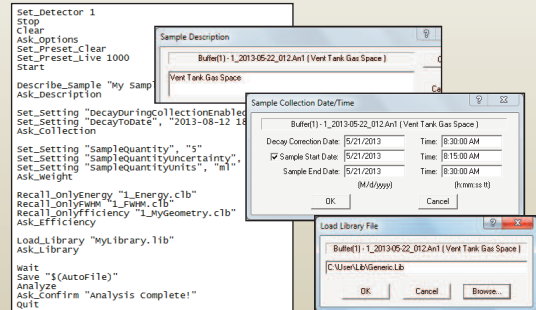 Set_Detector 1
Stop
Clear
Ask_Options
Set_Preset_Clear
Set_Preset_Live 1000
Start
Describe_Sample "My Sampl
Ask_Description
Set_Setting "DecayDuringCollectionEnabled
Set_Setting "DecayToDate", "2013-08-12 18
Ask_Collection
Set_Setting "SampleQuantity", "5"
Set_Setting "SampleQuantityUncertainty",
Set_Setting "SampleQuantityUnits", "ml"
Ask_Weight
Recall_OnlyEnergy "1_Energy.clb"
Recall_OnlyFWHM "1_FWHM.clb"
Recall_Onlyfficiency "1_MyGeometry.clb"
Ask_Efficiency
Load_Library "MyLibrary.lib"
Ask_Library
Wait
Save "$(AutoFile)"
Analyze
Ask_Confirm "Analysis Complete!"
Quit
Sample Description
Buffer(1) - 1_2013-05-22_012.An1 ( Vent Tank Gas Space )
Vent Tank Gas Space
Ca
Sample Collection Date/Time
Buffer(1) - 1_2013-05-22_012.An1 ( Vent Tank Gas Space )
Decay Correction Date: 5/21/2013 Time: 8:30:00 AM
Sample Start Date: 5/21/2013 Time: 8:15:00 AM
Sample End Date: 5/21/2013 Time: 8:30:00 AM
(M/d/yyyy) (h:mm:ss tt)
OK Cancel
Load Library File
Buffer(1) - 1_2013-05-22_012.An1 ( Vent Tank Gas Space )
C:\User\Lib\Generic.Lib
OK Cancel Browse...